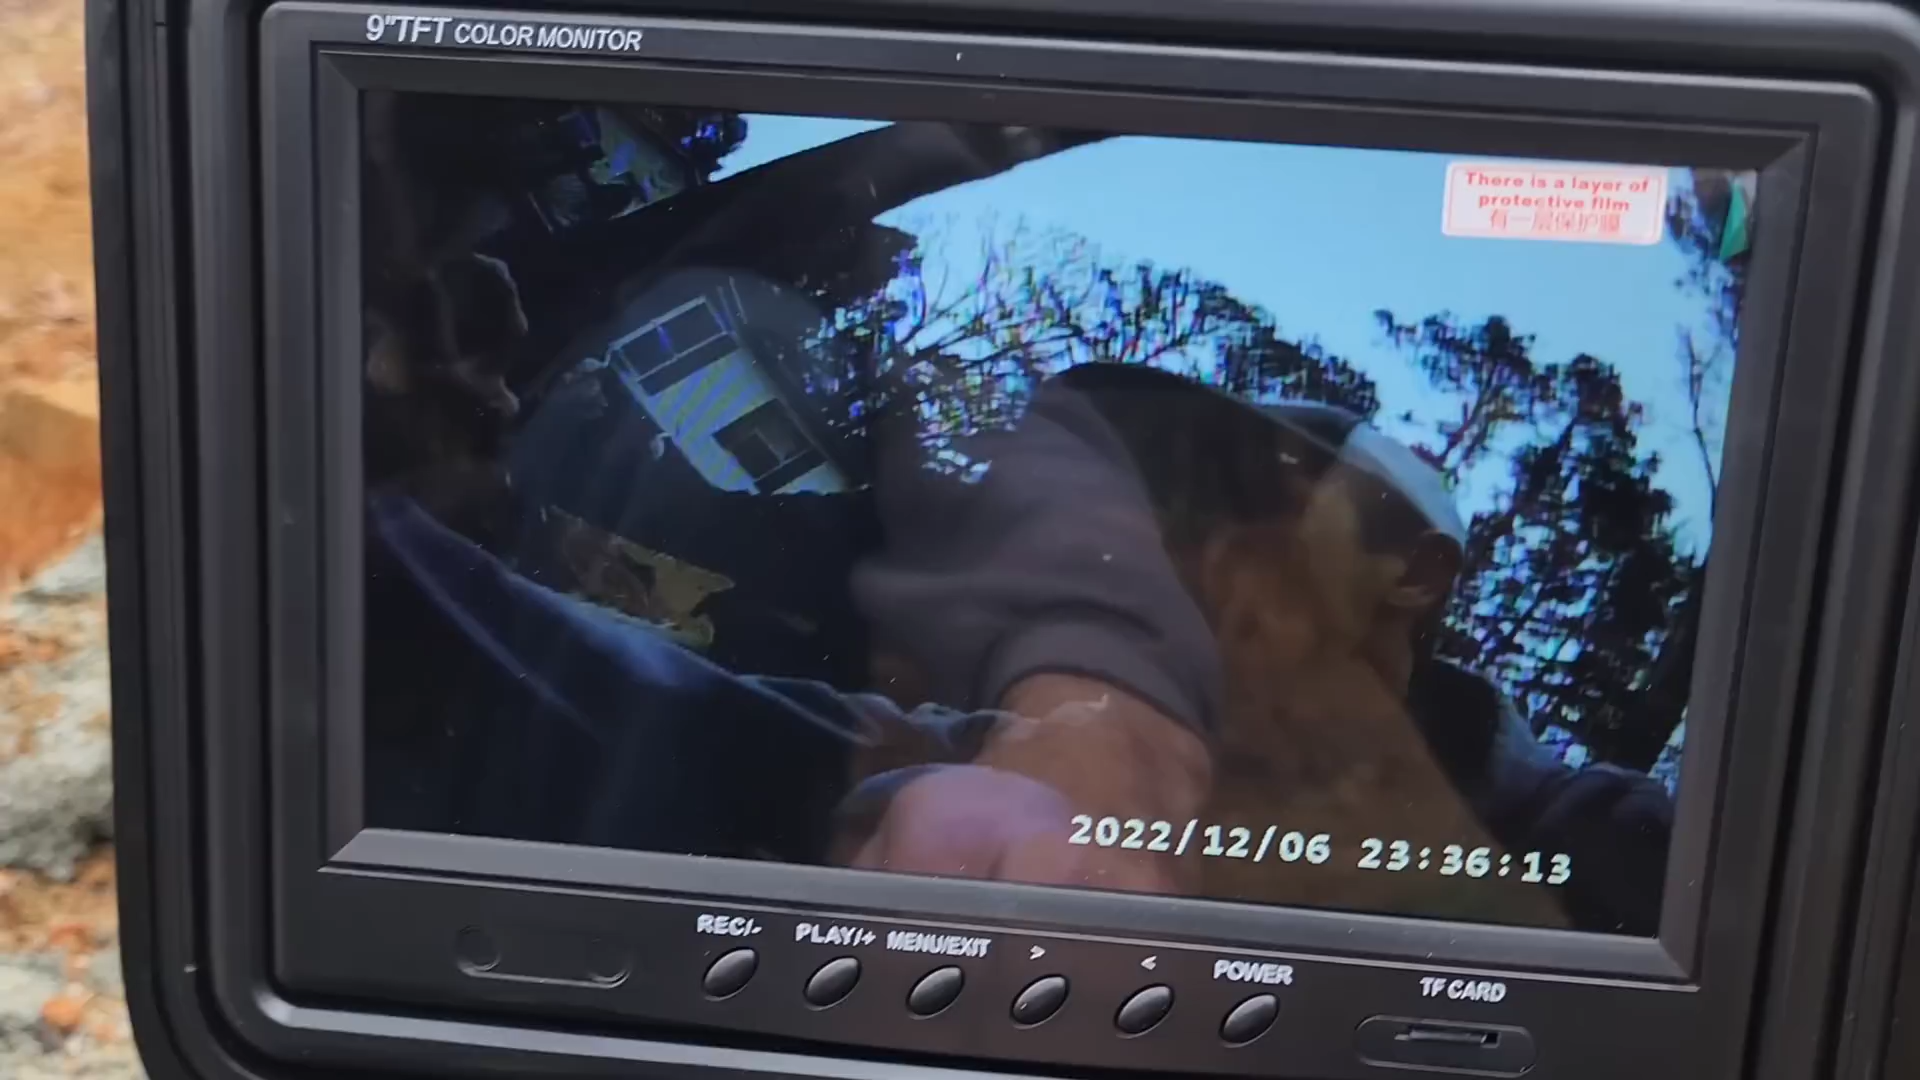 9"TFT COLOR MONITOR
There is a layer of
protective film
有一层保护膜
2022/12/06 23:36:13
REC/- PLAY/+ MENU/EXIT > < POWER TF CARD